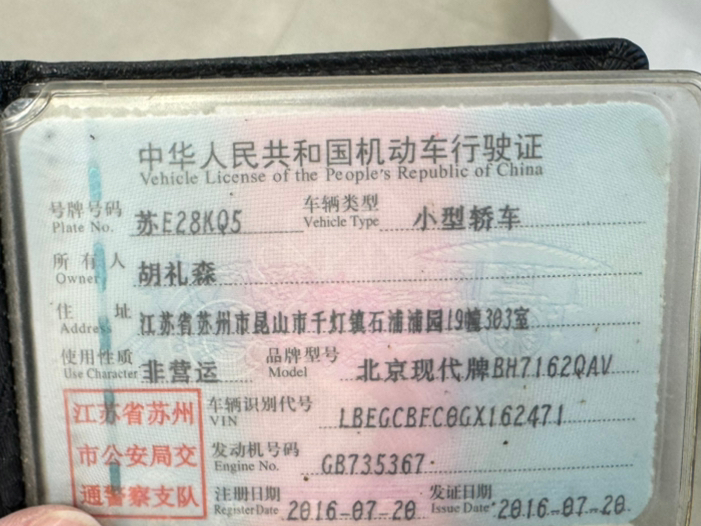 中华人民共和国机动车行驶证
Vehicle License of the People's Republic of China
号牌号码 苏E28KQ5 车辆类型 小型轿车
Plate No. Vehicle Type
所有人 胡礼森
Owner
住址 江苏省苏州市昆山市千灯镇石浦浦园19幢303室
Address
使用性质 非营运 品牌型号 北京现代牌BH7162QAV
Use Character Model
江苏省苏州 车辆识别代号 LBEGCBFC0GX162471
VIN
市公安局交 发动机号码 GB735367
Engine No.
通警察支队 注册日期 2016-07-20 发证日期 2016-07-20
Register Date Issue Date